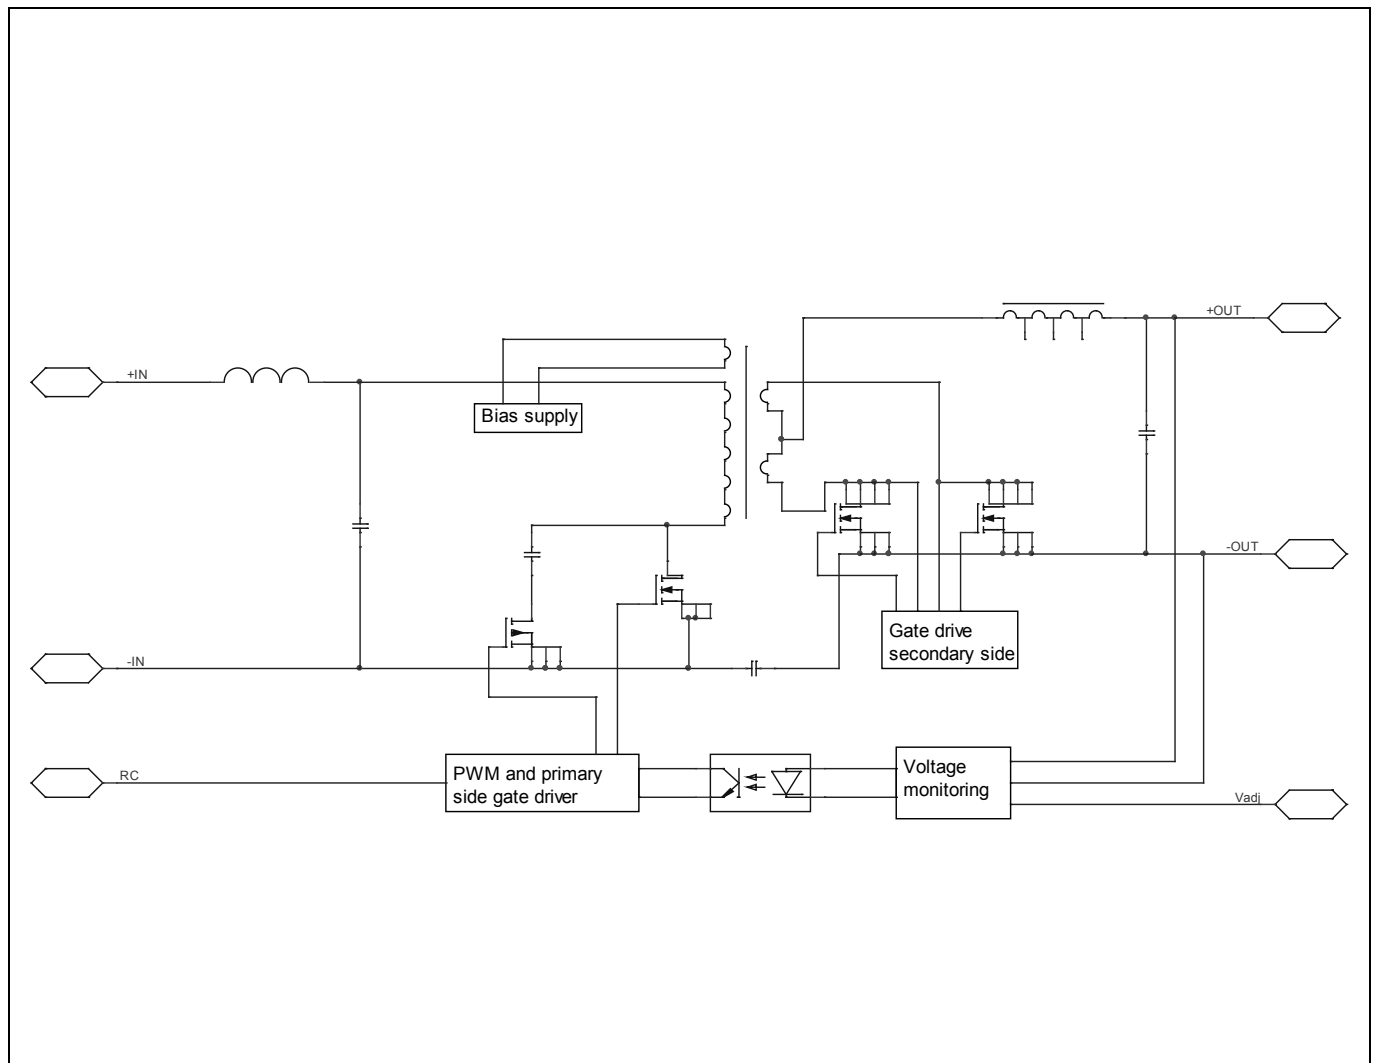 +OUT
+IN
Bias supply
-OUT
Gate drive
secondary side
-IN
RC
PWM and primary
side gate driver
Voltage
monitoring
Vadj